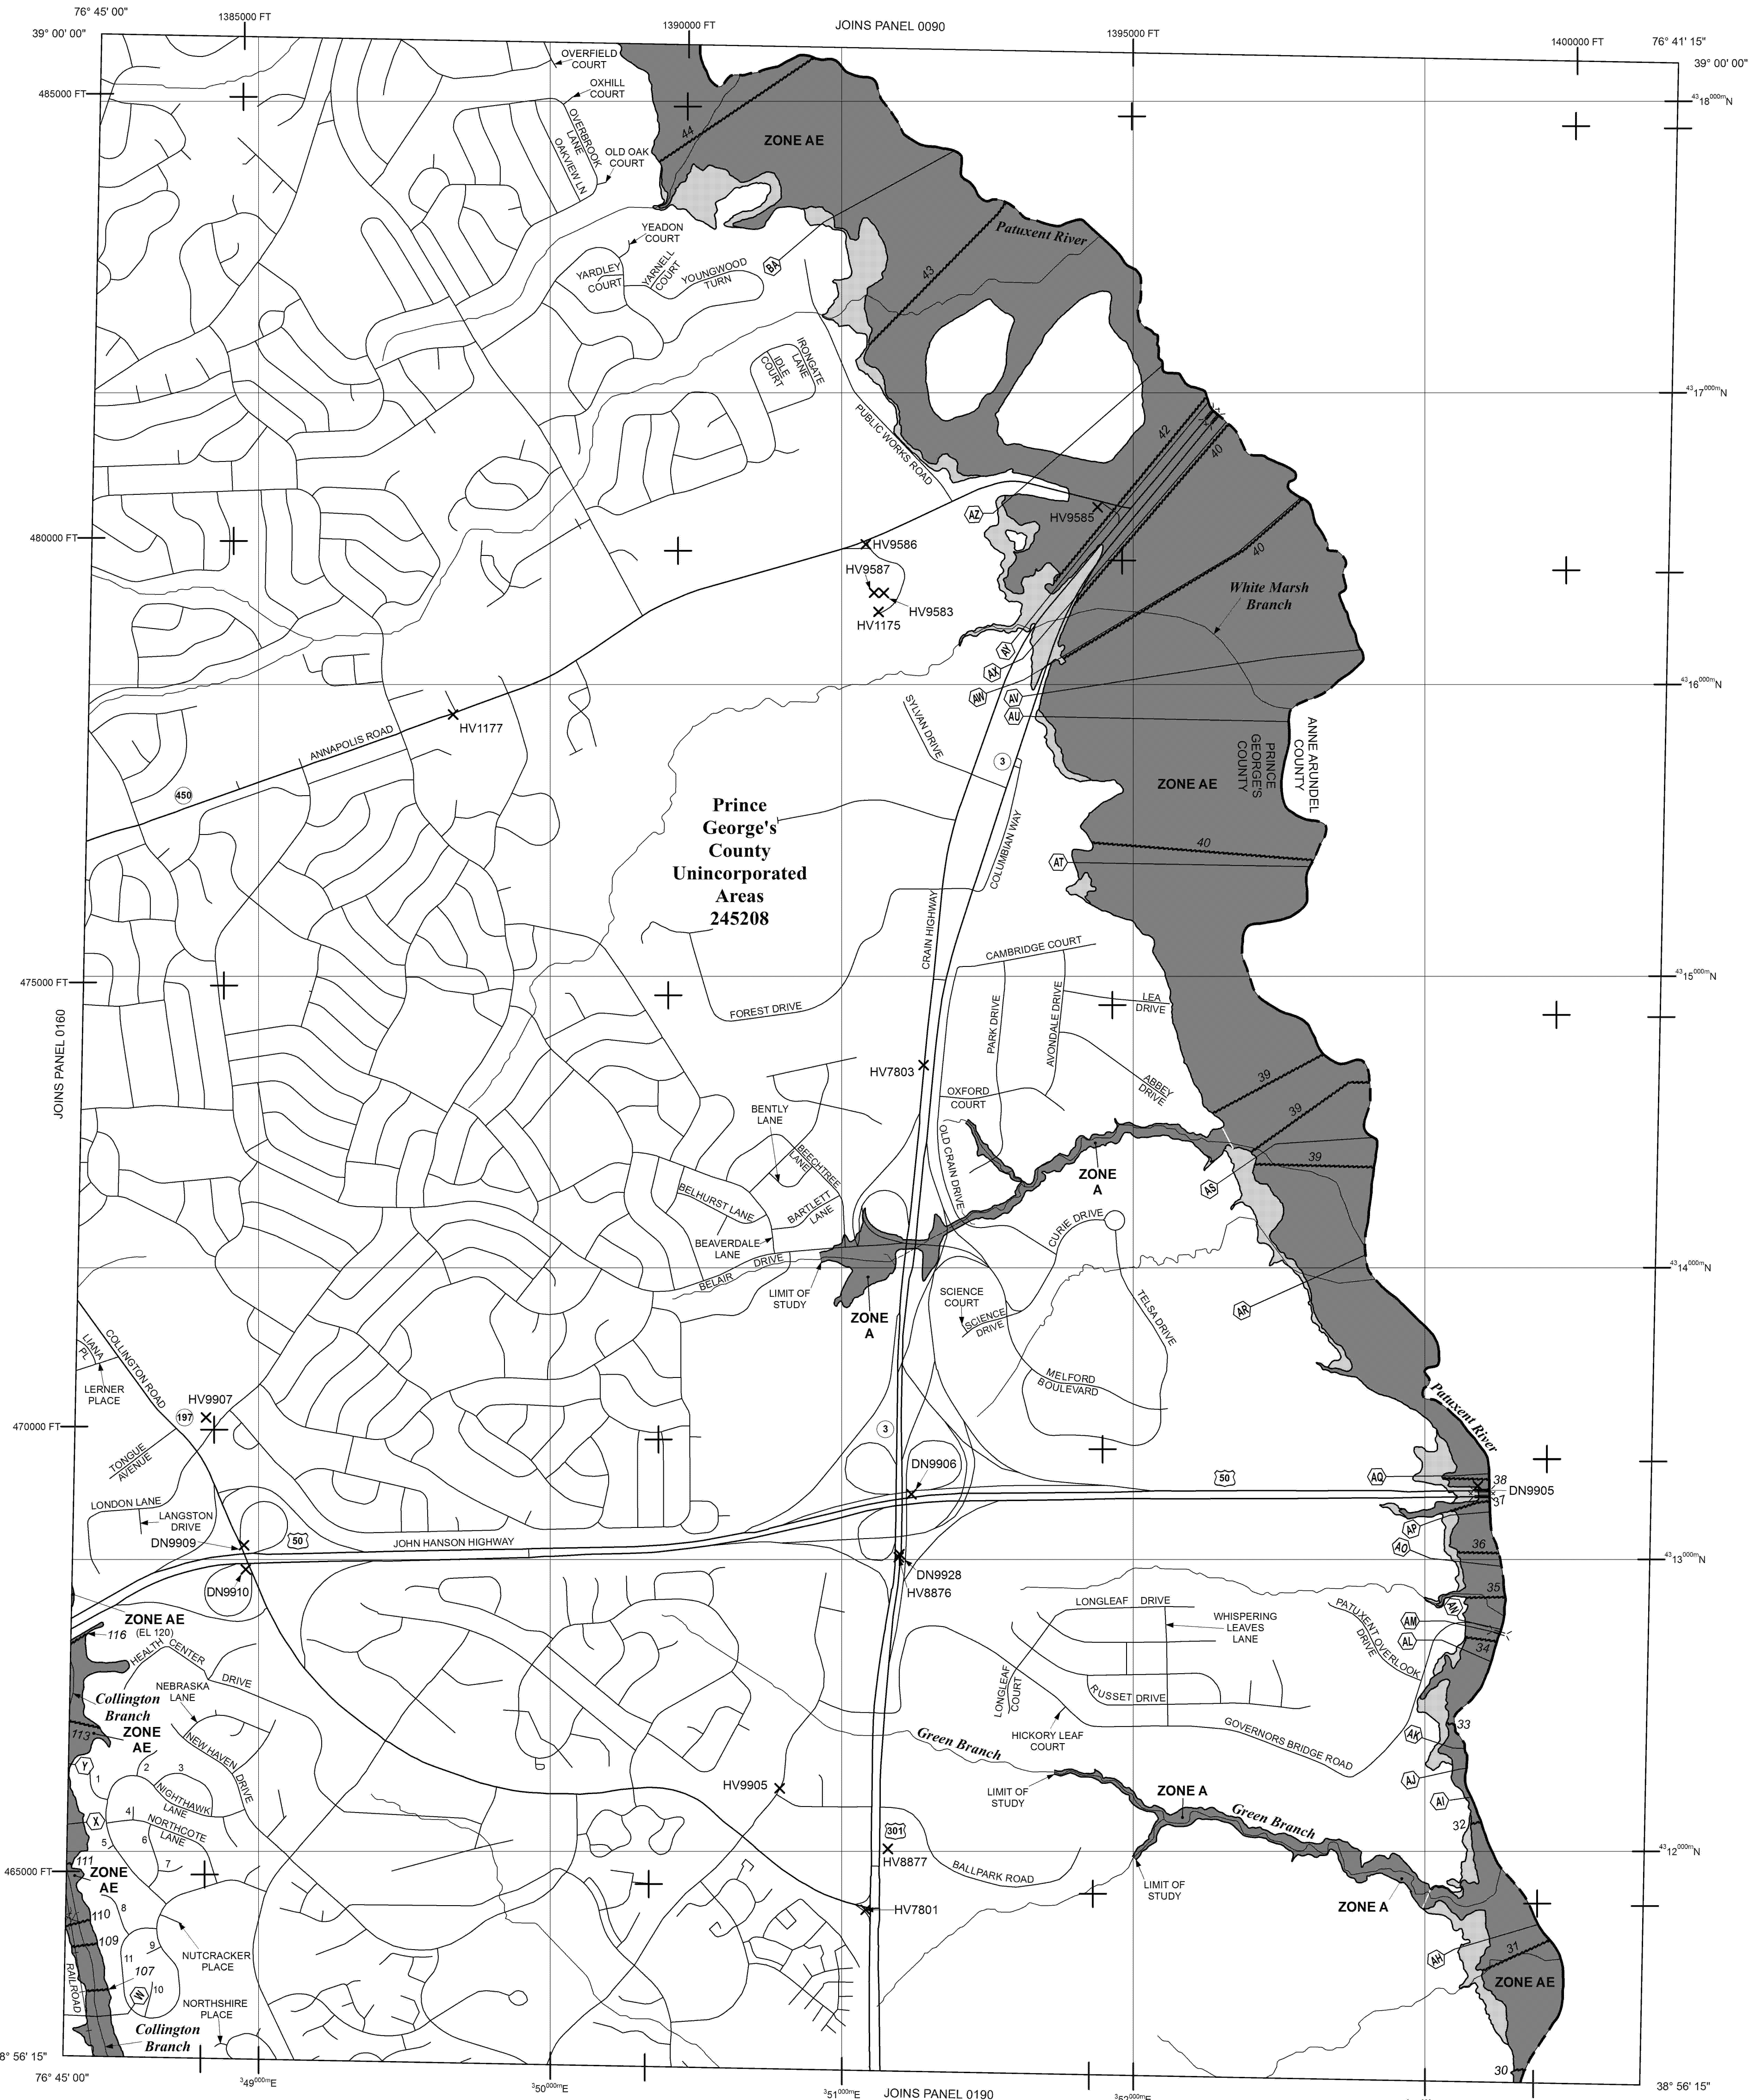 76° 45' 00"
1385000 FT
1390000 FT
JOINS PANEL 0090
1395000 FT
1400000 FT
76° 41' 15"
39° 00' 00"
39° 00' 00"
485000 FT
4318000m N
OVERFIELD
COURT
OXHILL
COURT
OVERBROOK
LANE
OAKVIEW LN
OLD OAK
COURT
44
ZONE AE
YEADON
COURT
YARDLEY
COURT
YARNELL
COURT
YOUNGWOOD
TURN
BA
43
Patuxent River
IRONGATE
LANE
IDLE
COURT
4317000m N
PUBLIC WORKS ROAD
42
42
40
480000 FT
AZ
HV9585
HV9586
HV9587
HV9583
HV1175
40
White Marsh
Branch
AY
AX
AW
AV
AU
4316000m N
SYLVAN DRIVE
HV1177
ANNAPOLIS ROAD
450
3
ZONE AE
PRINCE
GEORGE'S
COUNTY
ANNE ARUNDEL
COUNTY
Prince
George's
County
Unincorporated
Areas
245208
COLUMBIAN WAY
40
AT
CRAIN HIGHWAY
CAMBRIDGE COURT
475000 FT
4315000m N
FOREST DRIVE
PARK DRIVE
AVONDALE DRIVE
LEA
DRIVE
JOINS PANEL 0160
HV7803
OXFORD
COURT
ABBEY
DRIVE
39
39
39
BENTLY
LANE
BEECHTREE
LANE
BELHURST LANE
BARTLETT
LANE
OLD CRAIN DRIVE
ZONE
A
AS
BEAVERDALE
LANE
BELAIR
DRIVE
CURIE DRIVE
LIMIT OF
STUDY
ZONE
A
SCIENCE
COURT
SCIENCE
DRIVE
TELSA DRIVE
AR
4314000m N
COLLINGTON ROAD
LIANA
PL
LERNER
PLACE
MELFORD
BOULEVARD
Patuxent River
470000 FT
197
HV9907
3
TONGUE
AVENUE
DN9906
50
AQ
38
DN9905
37
LONDON LANE
LANGSTON
DRIVE
DN9909
50
JOHN HANSON HIGHWAY
AP
AO
36
4313000m N
DN9910
DN9928
HV8876
35
LONGLEAF DRIVE
WHISPERING
LEAVES
LANE
PATUXENT OVERLOOK
DRIVE
AN
AM
AL
34
ZONE AE
(EL 120)
116
HEALTH CENTER
DRIVE
LONGLEAF
COURT
RUSSET DRIVE
NEBRASKA
LANE
Collington
Branch
113
ZONE
AE
NEW HAVEN
DRIVE
Green Branch
HICKORY LEAF
COURT
GOVERNORS BRIDGE ROAD
33
AK
Y
1
2
3
NIGHTHAWK
LANE
HV9905
LIMIT OF
STUDY
ZONE A
AJ
AI
X
4
NORTHCOTE
LANE
5
6
7
301
Green Branch
32
465000 FT
111
ZONE
AE
HV8877
BALLPARK ROAD
LIMIT OF
STUDY
4312000m N
ZONE A
8
110
HV7801
109
9
11
NUTCRACKER
PLACE
AH
31
ZONE AE
RAILROAD
107
W
10
NORTHSHIRE
PLACE
Collington
Branch
8° 56' 15"
30
76° 45' 00"
349000m E
350000m E
351000m E
JOINS PANEL 0190
352000m E
38° 56' 15"